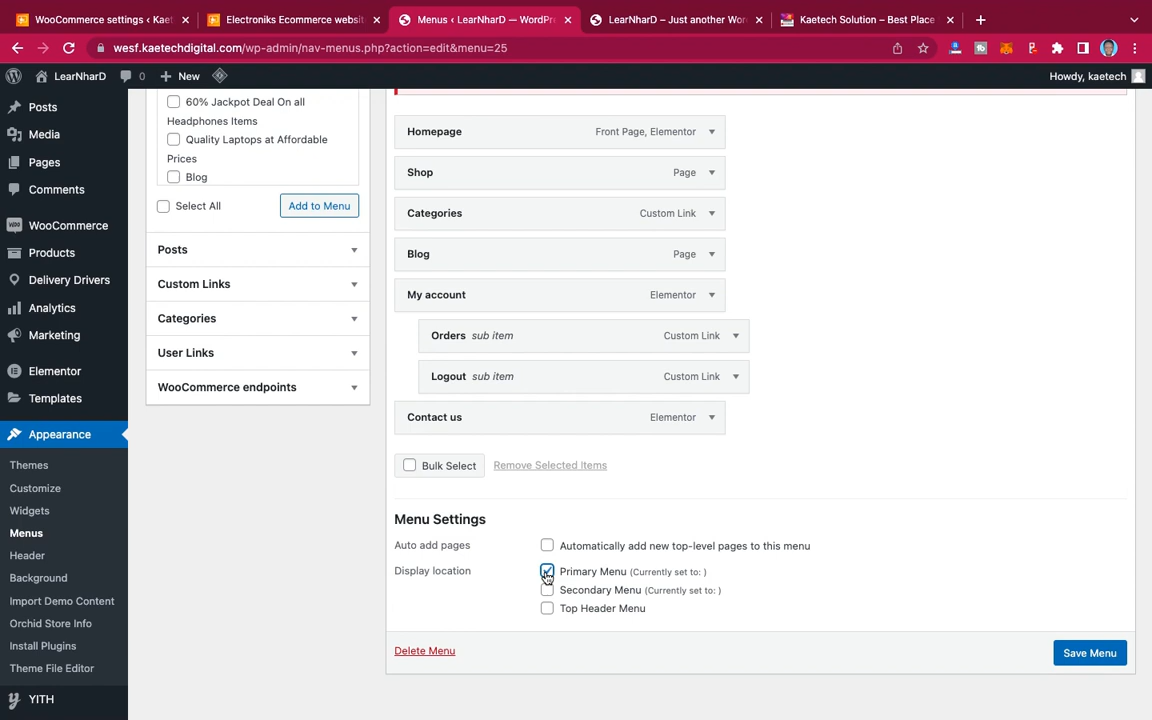 WooCommerce settings ‹ Kaet
Electroniks Ecommerce websit
Menus ‹ LearNharD — WordPr
LearNharD – Just another Wor
Kaetech Solution – Best Place
wesf.kaetechdigital.com/wp-admin/nav-menus.php?action=edit&menu=25
LearNharD
0
New
Howdy, kaetech
Posts
Media
Pages
Comments
WooCommerce
Products
Delivery Drivers
Analytics
Marketing
Elementor
Templates
Appearance
Themes
Customize
Widgets
Menus
Header
Background
Import Demo Content
Orchid Store Info
Install Plugins
Theme File Editor
YITH
60% Jackpot Deal On all
Headphones Items
Quality Laptops at Affordable
Prices
Blog
Select All
Add to Menu
Posts
Custom Links
Categories
User Links
WooCommerce endpoints
Homepage Front Page, Elementor
Shop Page
Categories Custom Link
Blog Page
My account Elementor
Orders sub item Custom Link
Logout sub item Custom Link
Contact us Elementor
Bulk Select Remove Selected Items
Menu Settings
Auto add pages Automatically add new top-level pages to this menu
Display location Primary Menu (Currently set to: )
Secondary Menu (Currently set to: )
Top Header Menu
Delete Menu
Save Menu